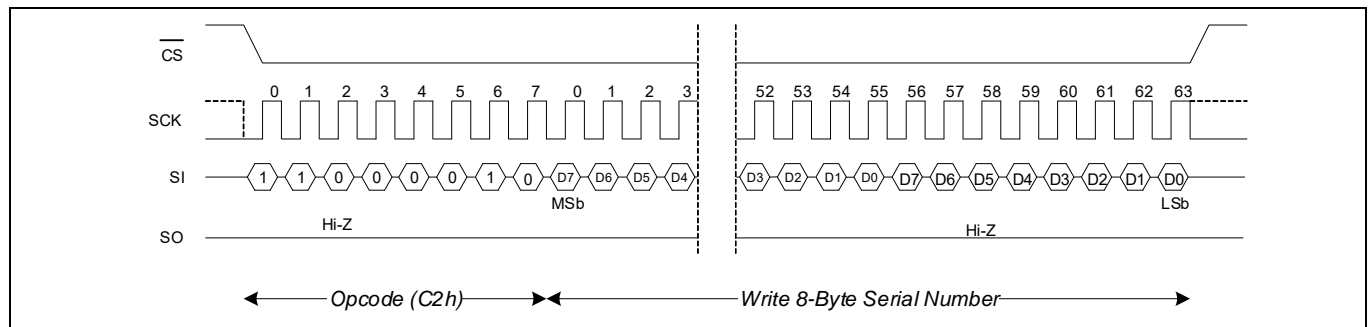 CS
0 1 2 3 4 5 6 7 0 1 2 3 52 53 54 55 56 57 58 59 60 61 62 63
SCK
SI 1 1 0 0 0 0 1 0 D7 D6 D5 D4 D3 D2 D1 D0 D7 D6 D5 D4 D3 D2 D1 D0
MSb LSb
Hi-Z Hi-Z
SO
Opcode (C2h) Write 8-Byte Serial Number